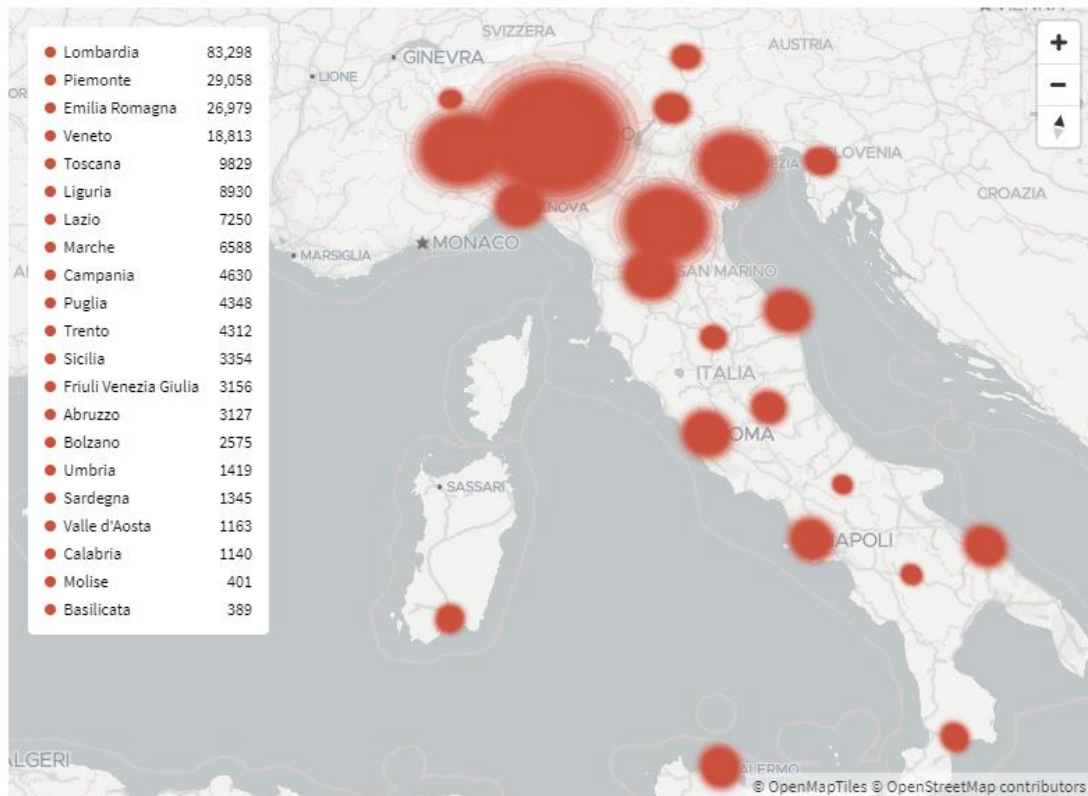 Lombardia 83,298
Piemonte 29,058
Emilia Romagna 26,979
Veneto 18,813
Toscana 9829
Liguria 8930
Lazio 7250
Marche 6588
Campania 4630
Puglia 4348
Trento 4312
Sicilia 3354
Friuli Venezia Giulia 3156
Abruzzo 3127
Bolzano 2575
Umbria 1419
Sardegna 1345
Valle d'Aosta 1163
Calabria 1140
Molise 401
Basilicata 389
SVIZZERA
AUSTRIA
GINEVRA
LIONE
SLOVENIA
CROAZIA
MONACO
MARSIGLIA
SAN MARINO
ITALIA
SASSARI
+
−
© OpenMapTiles © OpenStreetMap contributors